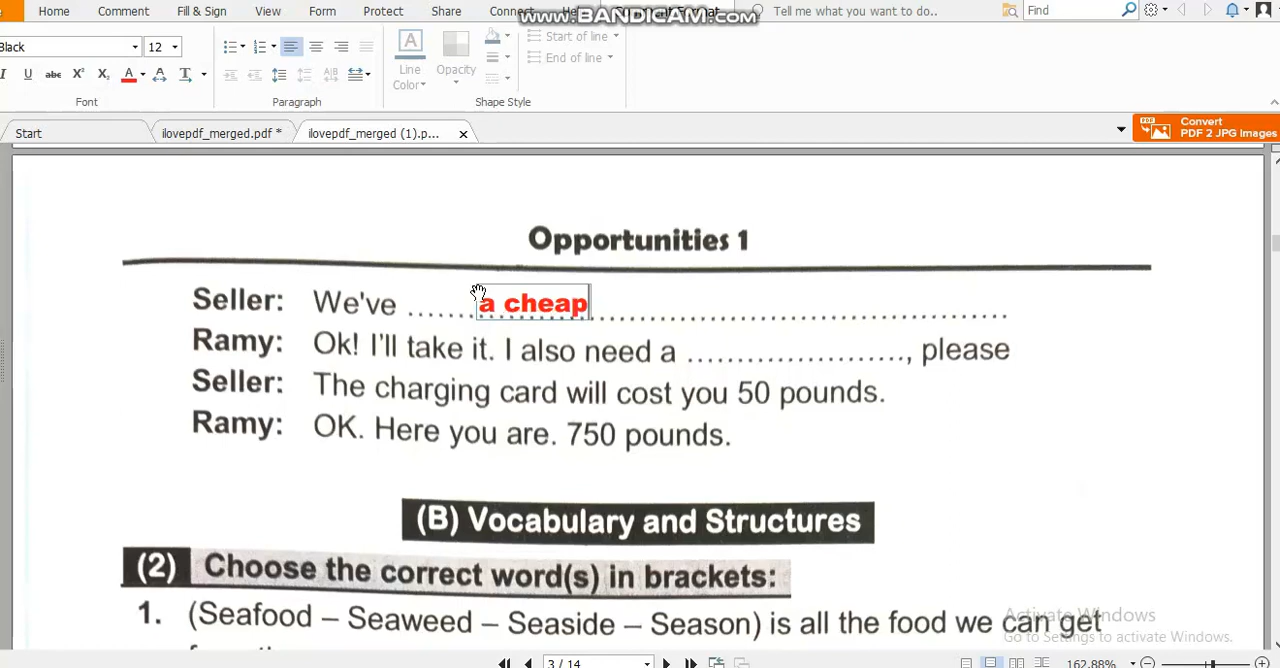 Home Comment Fill & Sign View Form Protect Share Connect Tell me what you want to do.. Find
www.BANDICAM.com
Black 12
Start of line
End of line
Line Color Opacity
Font Paragraph Shape Style
Start ilovepdf_merged.pdf * ilovepdf_merged (1).p...
Convert
PDF 2 JPG Images
Opportunities 1
Seller: We've ....... a cheap ..........................................
Ramy: Ok! I'll take it. I also need a ......................, please
Seller: The charging card will cost you 50 pounds.
Ramy: OK. Here you are. 750 pounds.
(B) Vocabulary and Structures
(2) Choose the correct word(s) in brackets:
1. (Seafood – Seaweed – Seaside – Season) is all the food we can get
Activate Windows
Go to Settings to activate Windows.
3 / 14 162.88%